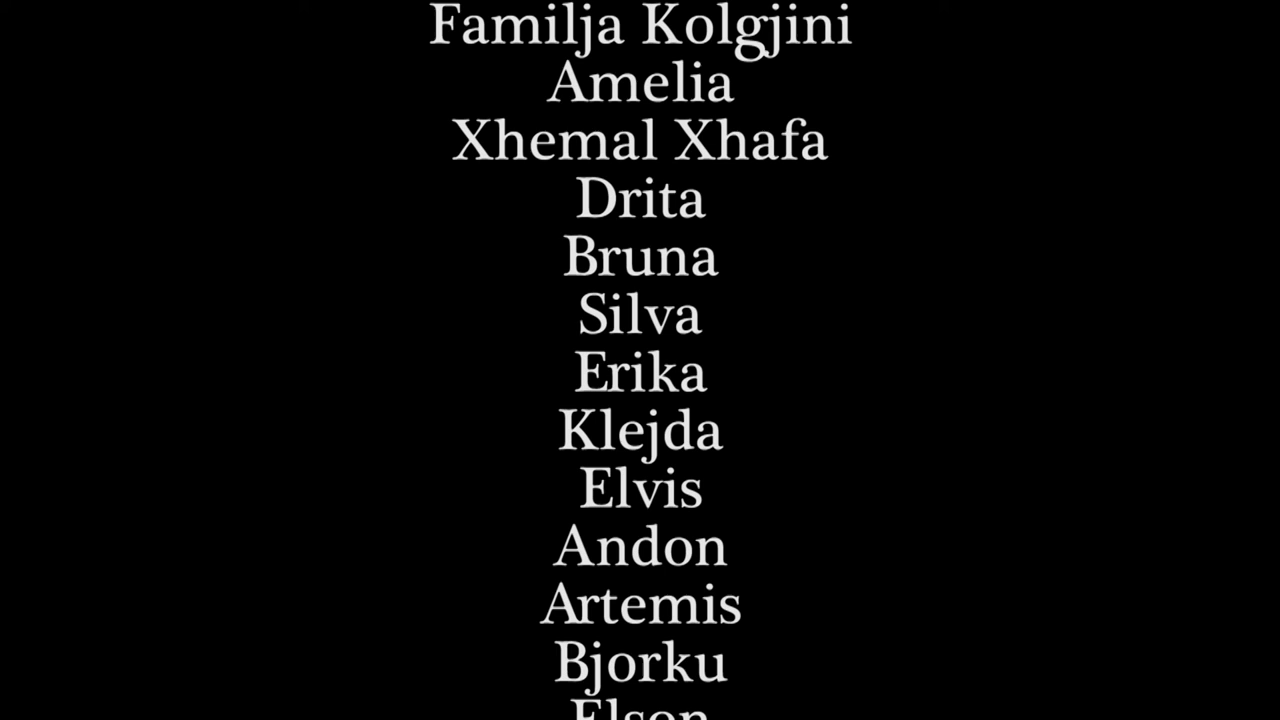 Familja Kolgjini
Amelia
Xhemal Xhafa
Drita
Bruna
Silva
Erika
Klejda
Elvis
Andon
Artemis
Bjorku